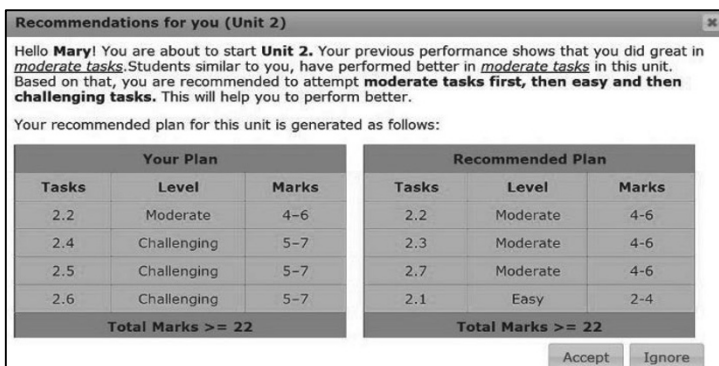 Recommendations for you (Unit 2)
Hello Mary! You are about to start Unit 2. Your previous performance shows that you did great in
moderate tasks.Students similar to you, have performed better in moderate tasks in this unit.
Based on that, you are recommended to attempt moderate tasks first, then easy and then
challenging tasks. This will help you to perform better.
Your recommended plan for this unit is generated as follows:
Your Plan
Tasks Level Marks
2.2 Moderate 4–6
2.4 Challenging 5–7
2.5 Challenging 5–7
2.6 Challenging 5–7
Total Marks >= 22
Recommended Plan
Tasks Level Marks
2.2 Moderate 4-6
2.3 Moderate 4-6
2.7 Moderate 4-6
2.1 Easy 2-4
Total Marks >= 22
Accept Ignore